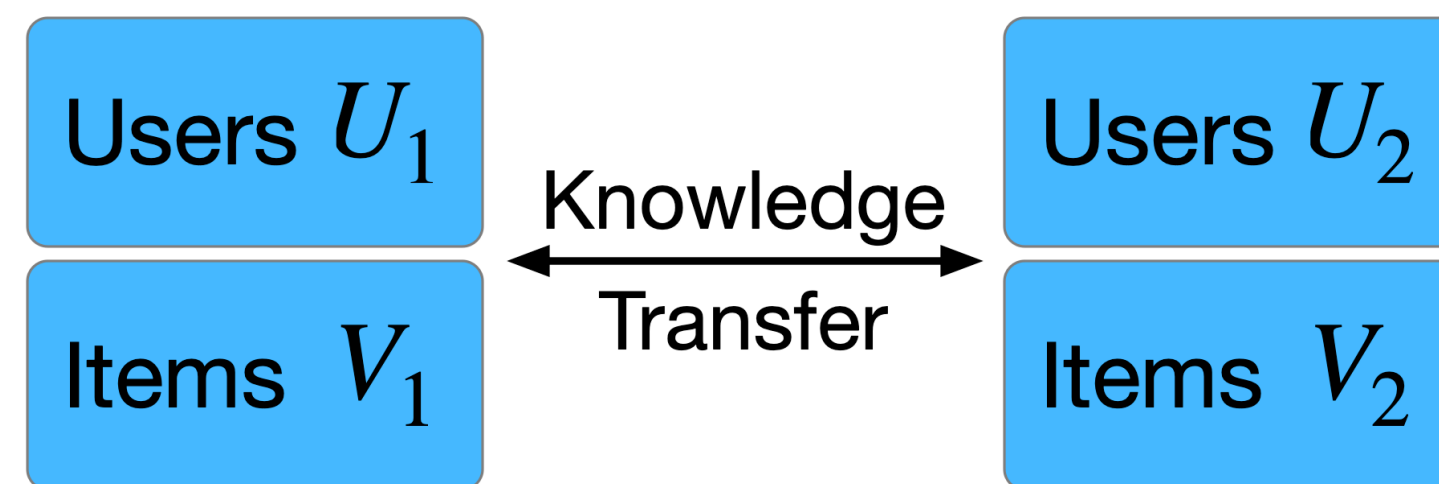 Users U₁
Items V₁
Knowledge
Transfer
Users U₂
Items V₂